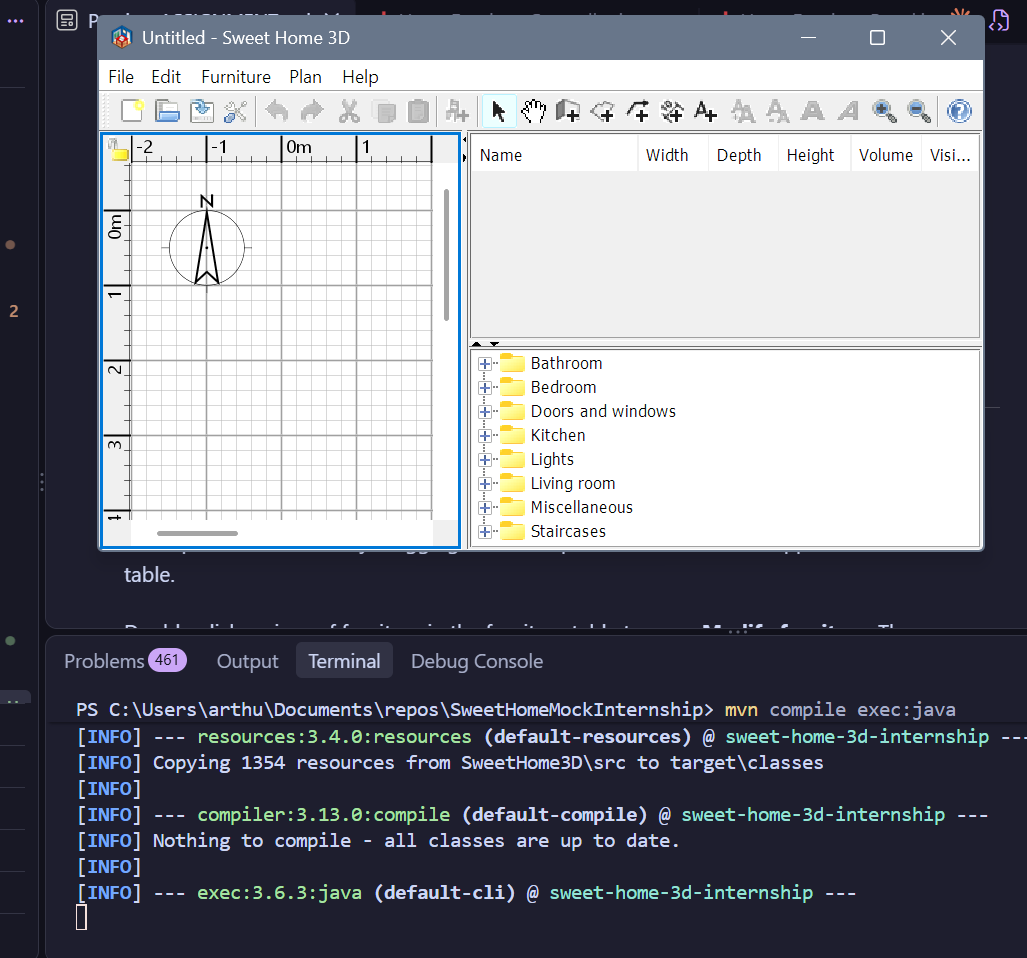 Untitled - Sweet Home 3D
File Edit Furniture Plan Help
-2 -1 0m 1
Name Width Depth Height Volume Visi...
N
0m
1
2
3
Bathroom
Bedroom
Doors and windows
Kitchen
Lights
Living room
Miscellaneous
Staircases
2
table.
Problems 461 Output Terminal Debug Console
PS C:\Users\arthu\Documents\repos\SweetHomeMockInternship> mvn compile exec:java
[INFO] --- resources:3.4.0:resources (default-resources) @ sweet-home-3d-internship ---
[INFO] Copying 1354 resources from SweetHome3D\src to target\classes
[INFO]
[INFO] --- compiler:3.13.0:compile (default-compile) @ sweet-home-3d-internship ---
[INFO] Nothing to compile - all classes are up to date.
[INFO]
[INFO] --- exec:3.6.3:java (default-cli) @ sweet-home-3d-internship ---